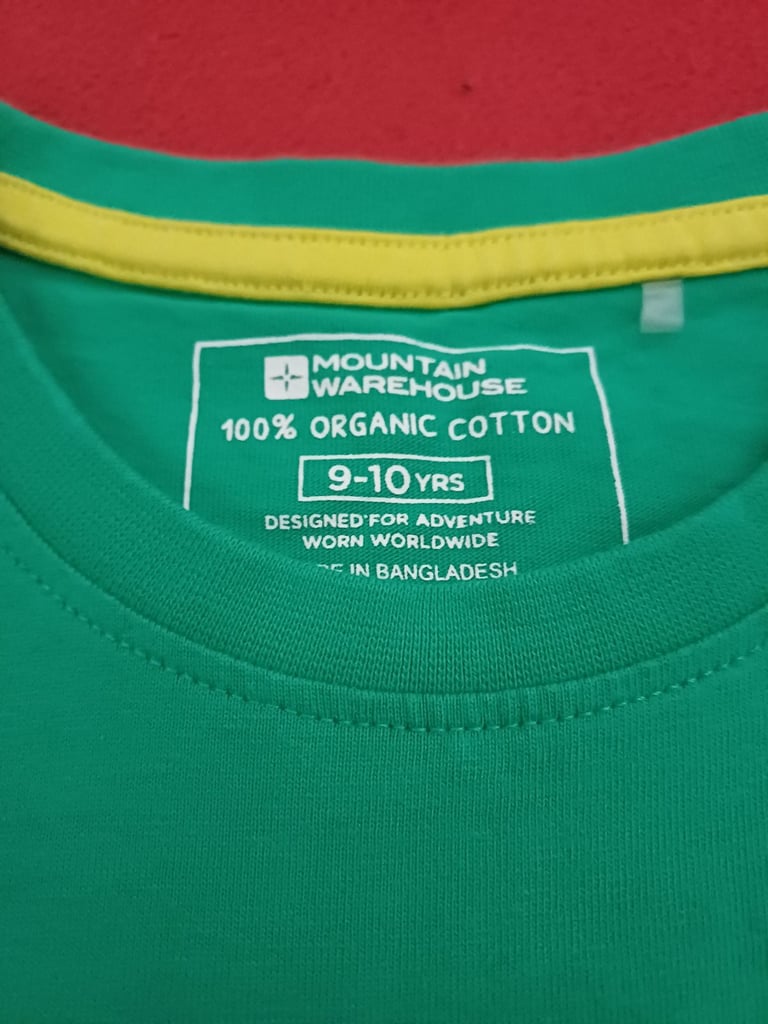 MOUNTAIN
WAREHOUSE
100% ORGANIC COTTON
9-10 YRS
DESIGNED FOR ADVENTURE
WORN WORLDWIDE
IN BANGLADESH